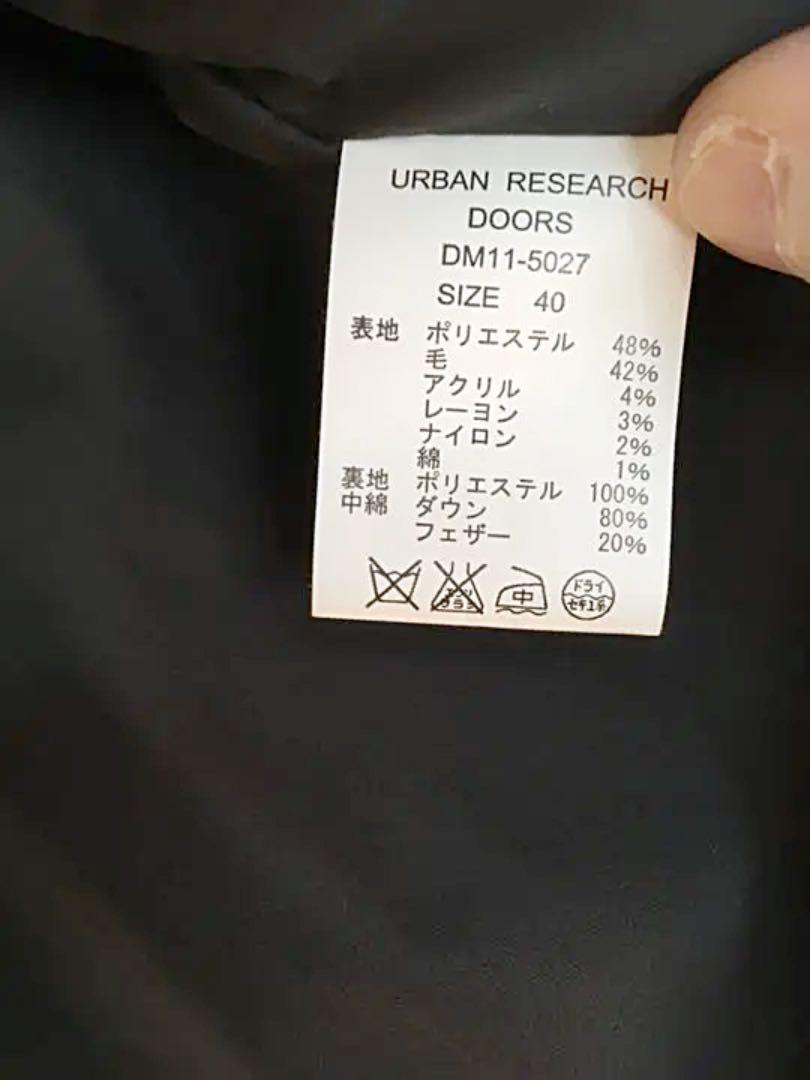 URBAN RESEARCH
DOORS
DM11-5027
SIZE 40
表地 ポリエステル 48%
毛 42%
アクリル 4%
レーヨン 3%
ナイロン 2%
綿 1%
裏地 ポリエステル 100%
中綿 ダウン 80%
フェザー 20%
中 ドライ
セキユ系